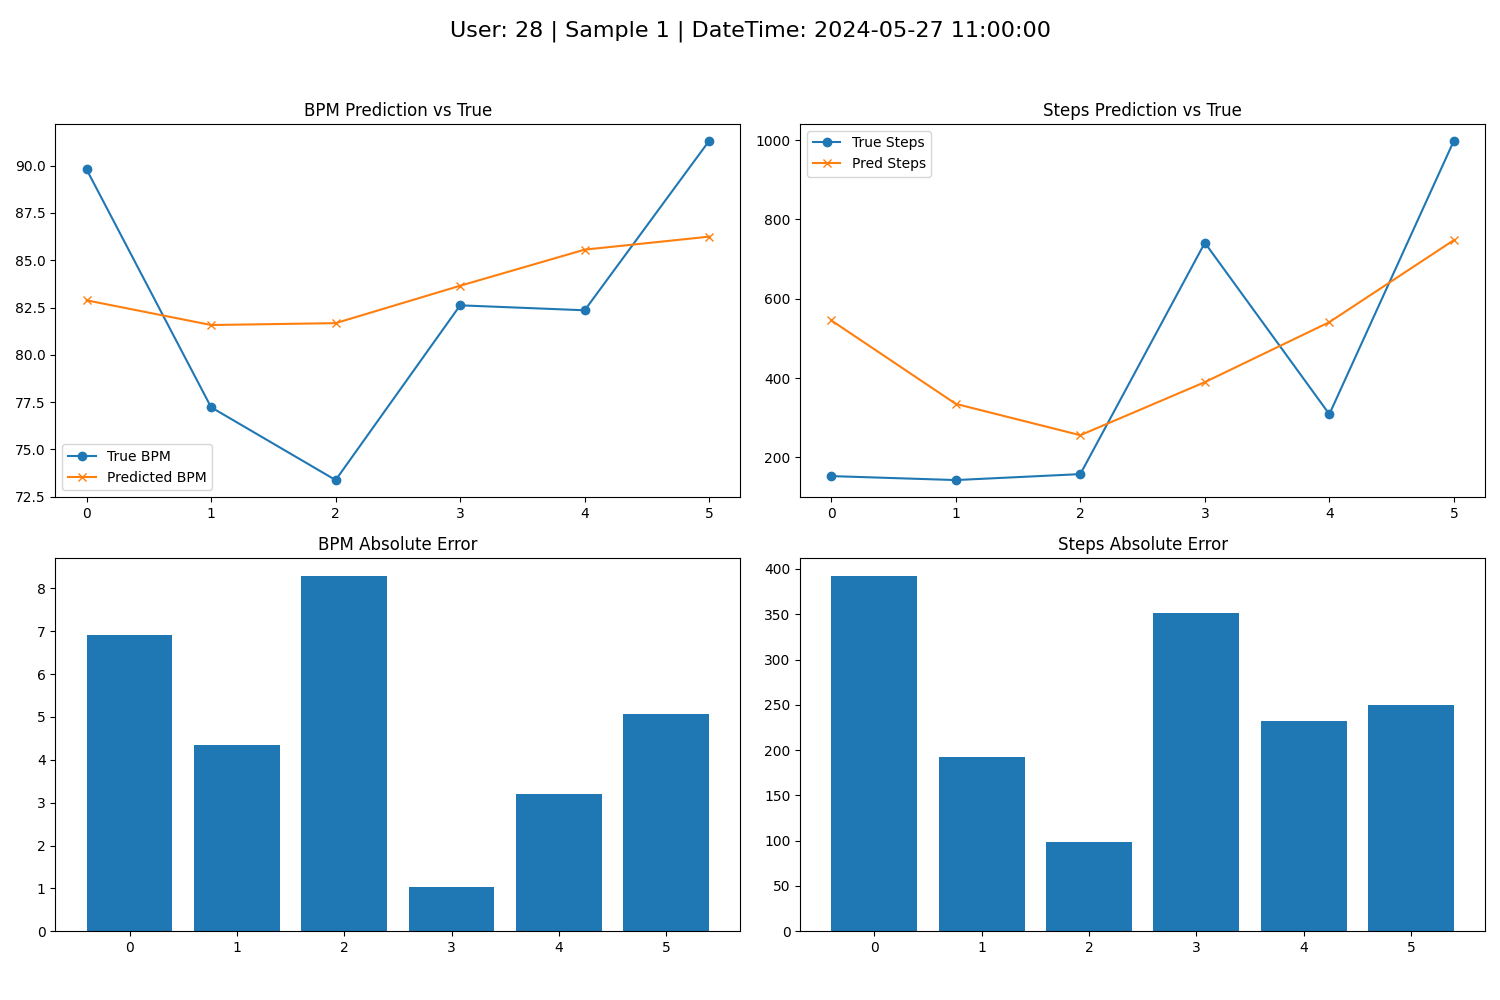 User: 28 | Sample 1 | DateTime: 2024-05-27 11:00:00
BPM Prediction vs True
90.0
87.5
85.0
82.5
80.0
77.5
75.0
72.5
True BPM
Predicted BPM
0 1 2 3 4 5
Steps Prediction vs True
True Steps
Pred Steps
1000
800
600
400
200
0 1 2 3 4 5
BPM Absolute Error
8
7
6
5
4
3
2
1
0
0 1 2 3 4 5
Steps Absolute Error
400
350
300
250
200
150
100
50
0
0 1 2 3 4 5